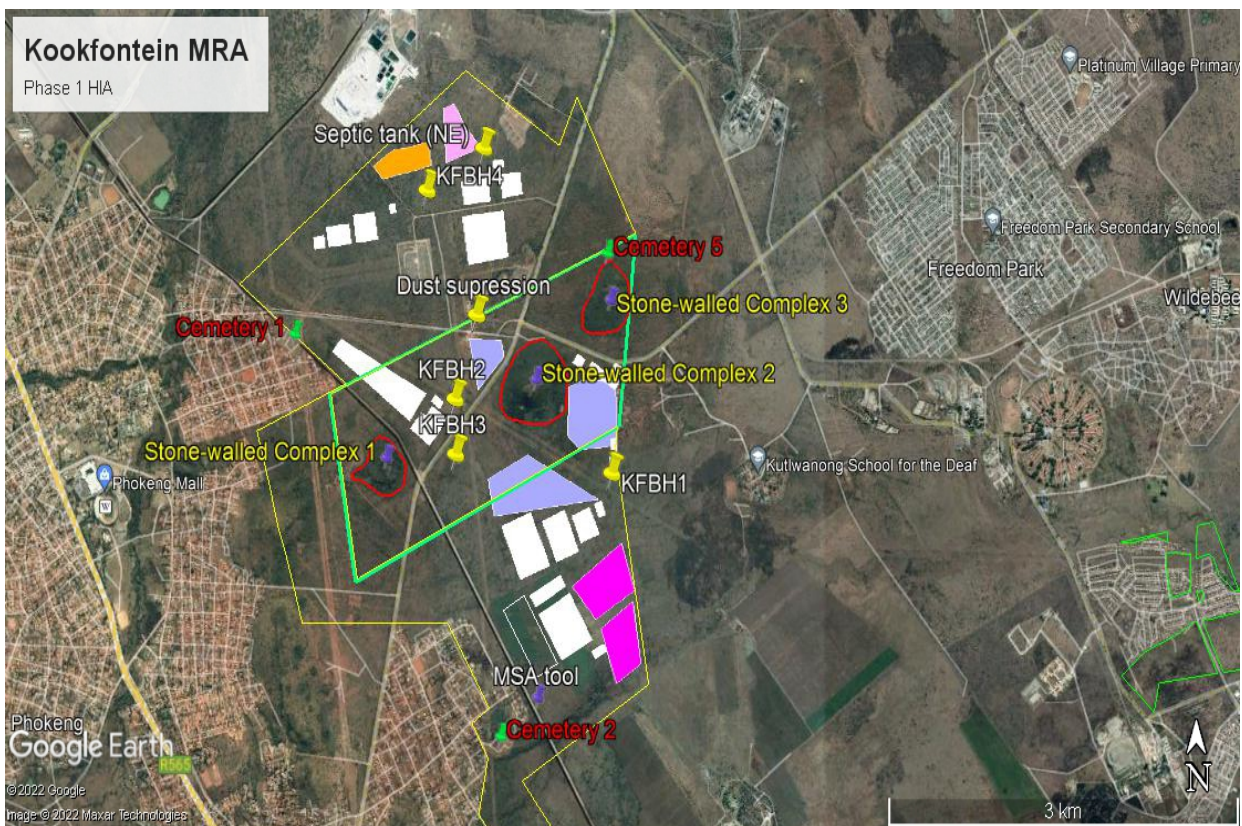 Kookfontein MRA
Phase 1 HIA
Platinum Village Primary
Septic tank (NE)
KFBH4
Freedom Park Secondary School
Cemetery 5
Freedom Park
Dust supression
Stone-walled Complex 3
Wildebee
Cemetery 1
KFBH2
Stone-walled Complex 2
KFBH3
Stone-walled Complex 1
Kutlwanong School for the Deaf
Phokeng Mall
W
KFBH1
MSA tool
Phokeng
Cemetery 2
Google Earth
R565
N
©2022 Google
3 km
Image © 2022 Maxar Technologies